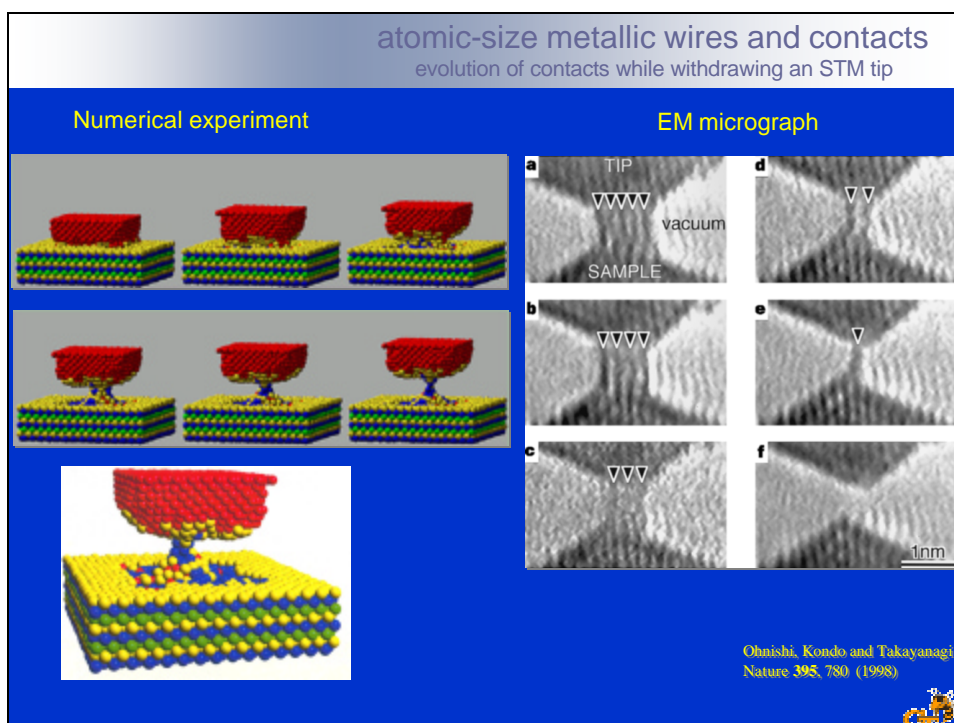 atomic-size metallic wires and contacts
evolution of contacts while withdrawing an STM tip
Numerical experiment
EM micrograph
a
TIP
vacuum
SAMPLE
b
c
d
e
f
1nm
Ohnishi, Kondo and Takayanagi
Nature 395, 780 (1998)